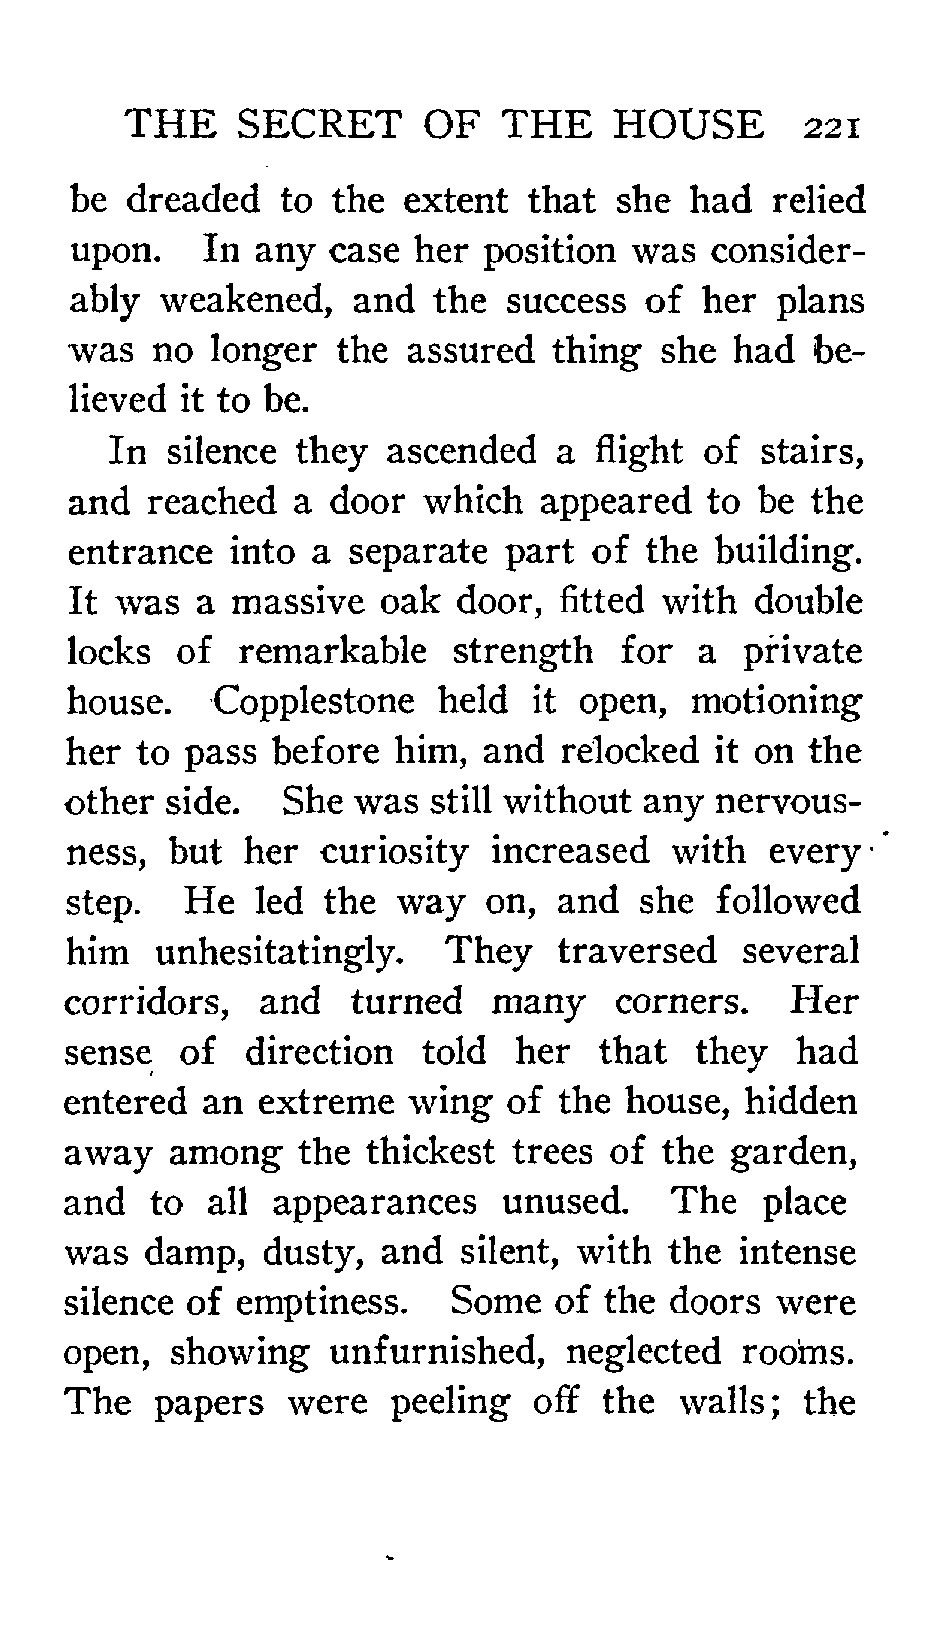 THE SECRET OF THE HOUSE 221
be dreaded to the extent that she had relied
upon. In any case her position was consider-
ably weakened, and the success of her plans
was no longer the assured thing she had be-
lieved it to be.
In silence they ascended a flight of stairs,
and reached a door which appeared to be the
entrance into a separate part of the building.
It was a massive oak door, fitted with double
locks of remarkable strength for a private
house. Copplestone held it open, motioning
her to pass before him, and relocked it on the
other side. She was still without any nervous-
ness, but her curiosity increased with every
step. He led the way on, and she followed
him unhesitatingly. They traversed several
corridors, and turned many corners. Her
sense of direction told her that they had
entered an extreme wing of the house, hidden
away among the thickest trees of the garden,
and to all appearances unused. The place
was damp, dusty, and silent, with the intense
silence of emptiness. Some of the doors were
open, showing unfurnished, neglected rooms.
The papers were peeling off the walls; the